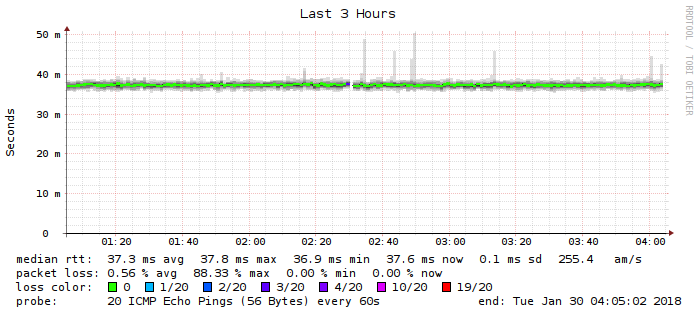 Last 3 Hours
RRDTOOL / TOBI OETIKER
Seconds
50 m
40 m
30 m
20 m
10 m
0
01:20 01:40 02:00 02:20 02:40 03:00 03:20 03:40 04:00
median rtt: 37.3 ms avg 37.8 ms max 36.9 ms min 37.6 ms now 0.1 ms sd 255.4 am/s
packet loss: 0.56 % avg 88.33 % max 0.00 % min 0.00 % now
loss color: 0 1/20 2/20 3/20 4/20 10/20 19/20
probe: 20 ICMP Echo Pings (56 Bytes) every 60s end: Tue Jan 30 04:05:02 2018